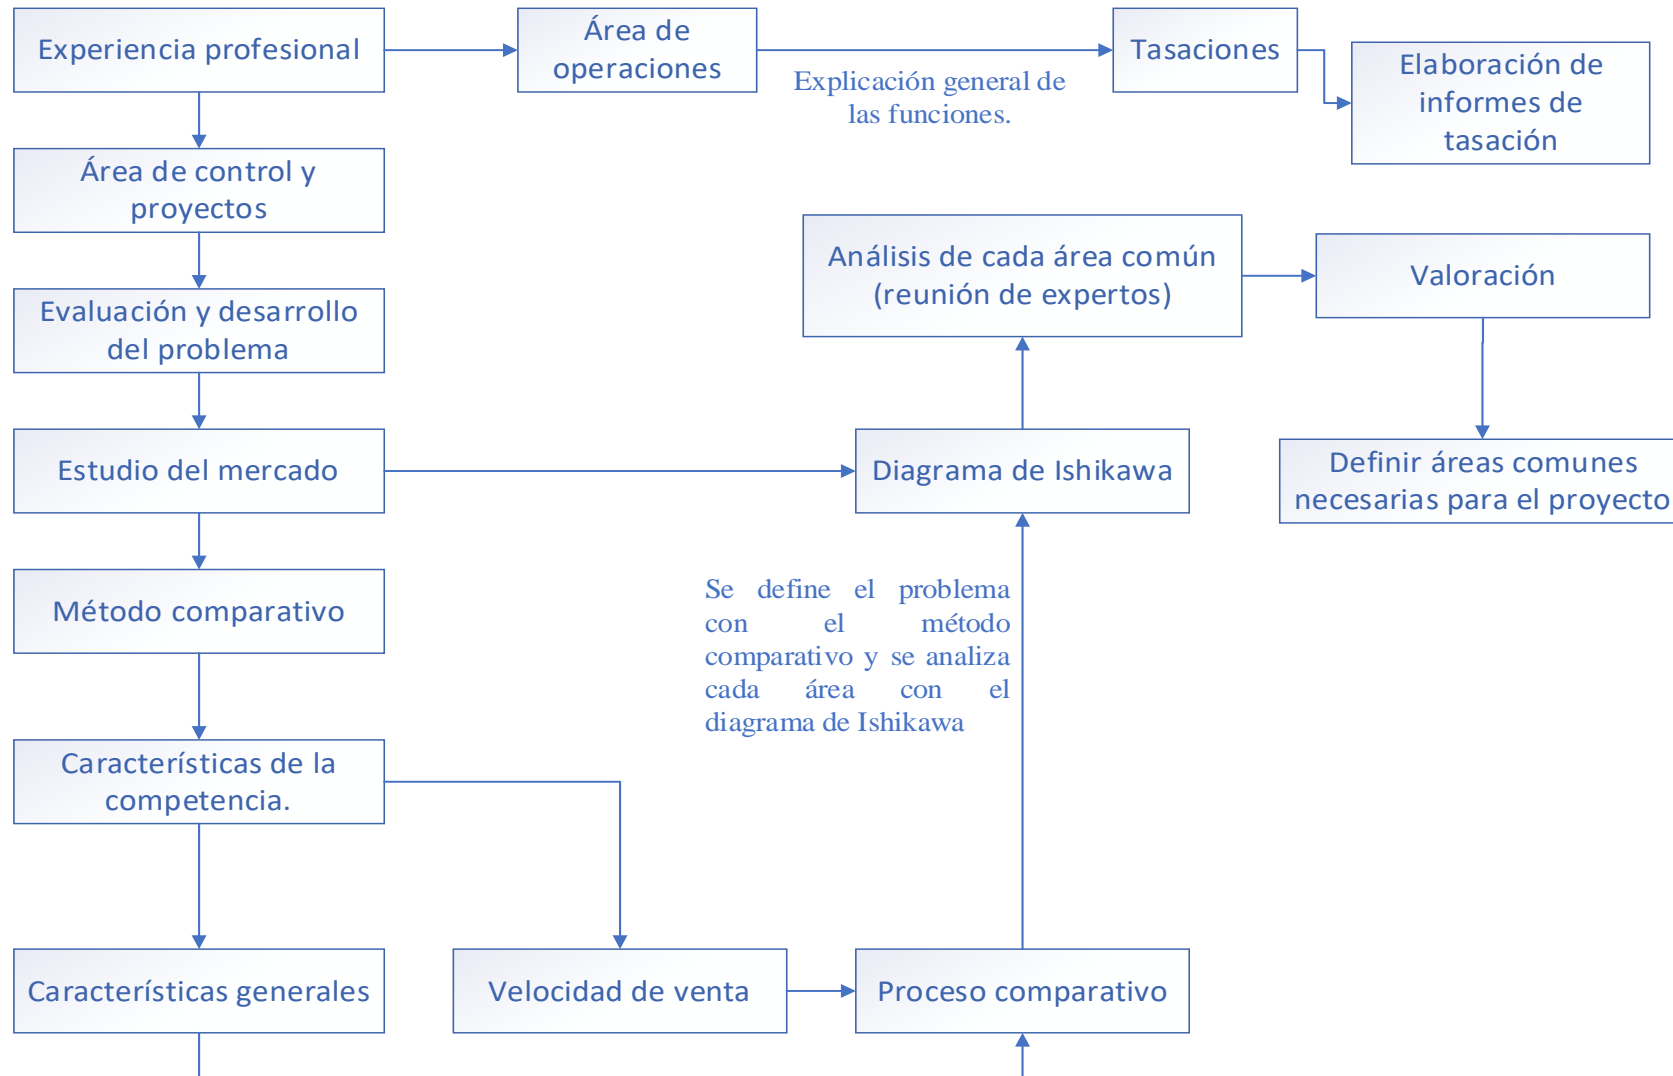 Experiencia profesional
Área de
operaciones
Explicación general de
las funciones.
Tasaciones
Elaboración de
informes de
tasación
Área de control y
proyectos
Evaluación y desarrollo
del problema
Análisis de cada área común
(reunión de expertos)
Valoración
Estudio del mercado
Diagrama de Ishikawa
Definir áreas comunes
necesarias para el proyecto
Método comparativo
Se define el problema
con el método
comparativo y se analiza
cada área con el
diagrama de Ishikawa
Características de la
competencia.
Características generales
Velocidad de venta
Proceso comparativo